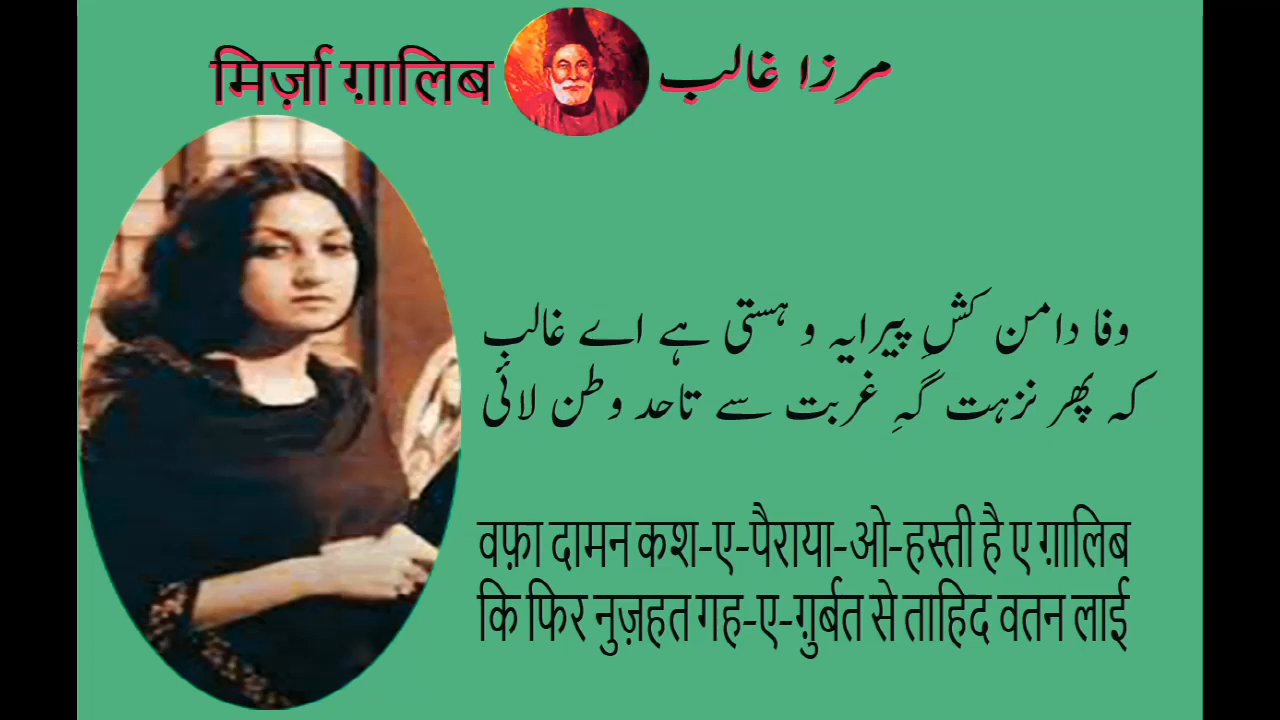 मिर्ज़ा ग़ालिब مرزا غالب
وفا دامن کشِ پیرایہ و ہستی ہے اے غالب
کہ پھر نزہت گہِ غربت سے تاحد وطن لائی
वफ़ा दामन कश-ए-पैराया-ओ-हस्ती है ए ग़ालिब
कि फिर नुज़हत गह-ए-ग़ुर्बत से ताहिद वतन लाई